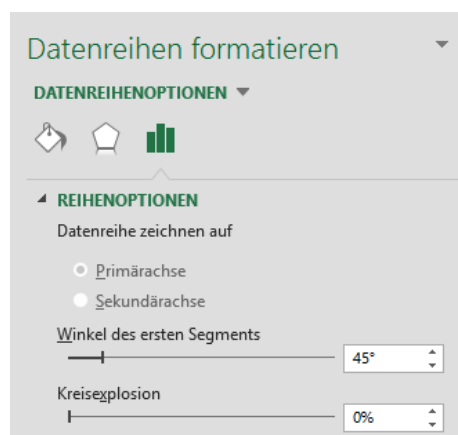 Datenreihen formatieren
DATENREIHENOPTIONEN
REIHENOPTIONEN
Datenreihe zeichnen auf
Primärachse
Sekundärachse
Winkel des ersten Segments
45°
Kreisexplosion
0%